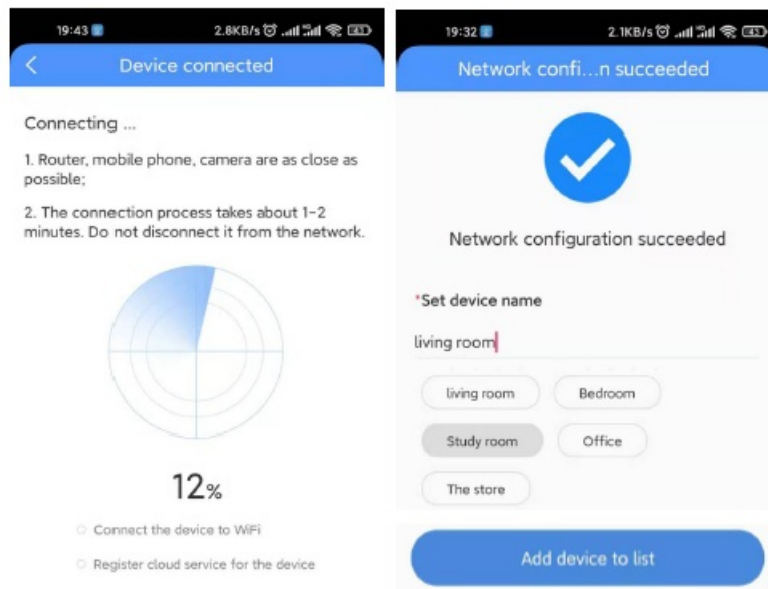 19:43
2.8KB/s
43
Device connected
Connecting ...
1. Router, mobile phone, camera are as close as
possible;
2. The connection process takes about 1-2
minutes. Do not disconnect it from the network.
12%
Connect the device to WiFi
Register cloud service for the device
19:32
2.1KB/s
43
Network confi...n succeeded
Network configuration succeeded
*Set device name
living room
living room
Bedroom
Study room
Office
The store
Add device to list